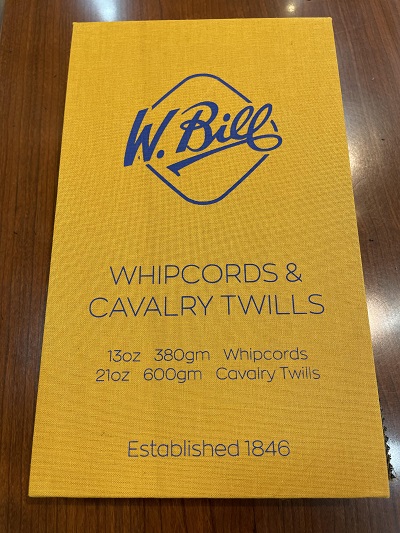 W. Bill
WHIPCORDS &
CAVALRY TWILLS
13oz 380gm Whipcords
21oz 600gm Cavalry Twills
Established 1846